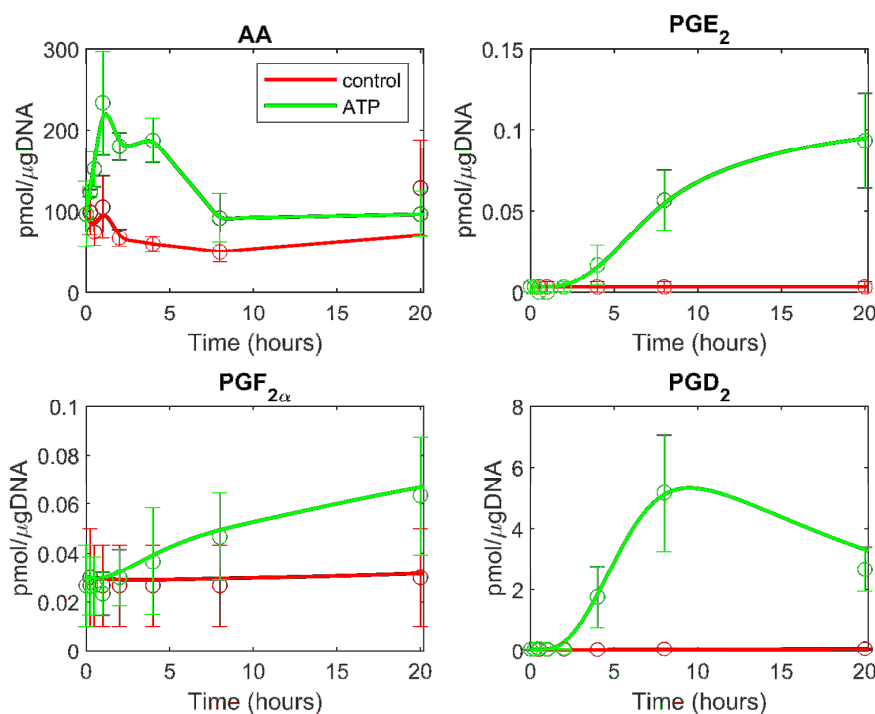 AA
300
200
100
0
pmol/μgDNA
control
ATP
0 5 10 15 20
Time (hours)
PGE2
0.15
0.1
0.05
0
pmol/μgDNA
0 5 10 15 20
Time (hours)
PGF2α
0.1
0.08
0.06
0.04
0.02
0
pmol/μgDNA
0 5 10 15 20
Time (hours)
PGD2
8
6
4
2
0
pmol/μgDNA
0 5 10 15 20
Time (hours)